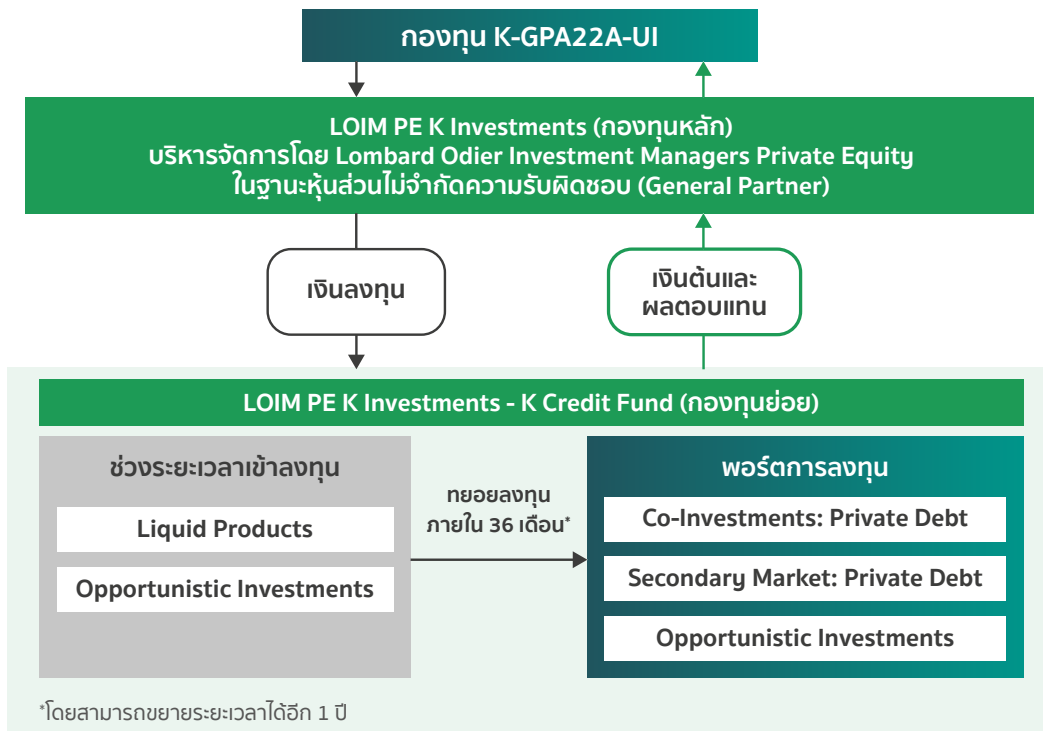 กองทุน K-GPA22A-UI
LOIM PE K Investments (กองทุนหลัก)
บริหารจัดการโดย Lombard Odier Investment Managers Private Equity
ในฐานะหุ้นส่วนไม่จำกัดความรับผิดชอบ (General Partner)
เงินลงทุน
เงินต้นและ
ผลตอบแทน
LOIM PE K Investments - K Credit Fund (กองทุนย่อย)
ช่วงระยะเวลาเข้าลงทุน
Liquid Products
Opportunistic Investments
ทยอยลงทุน
ภายใน 36 เดือน*
พอร์ตการลงทุน
Co-Investments: Private Debt
Secondary Market: Private Debt
Opportunistic Investments
*โดยสามารถขยายระยะเวลาได้อีก 1 ปี